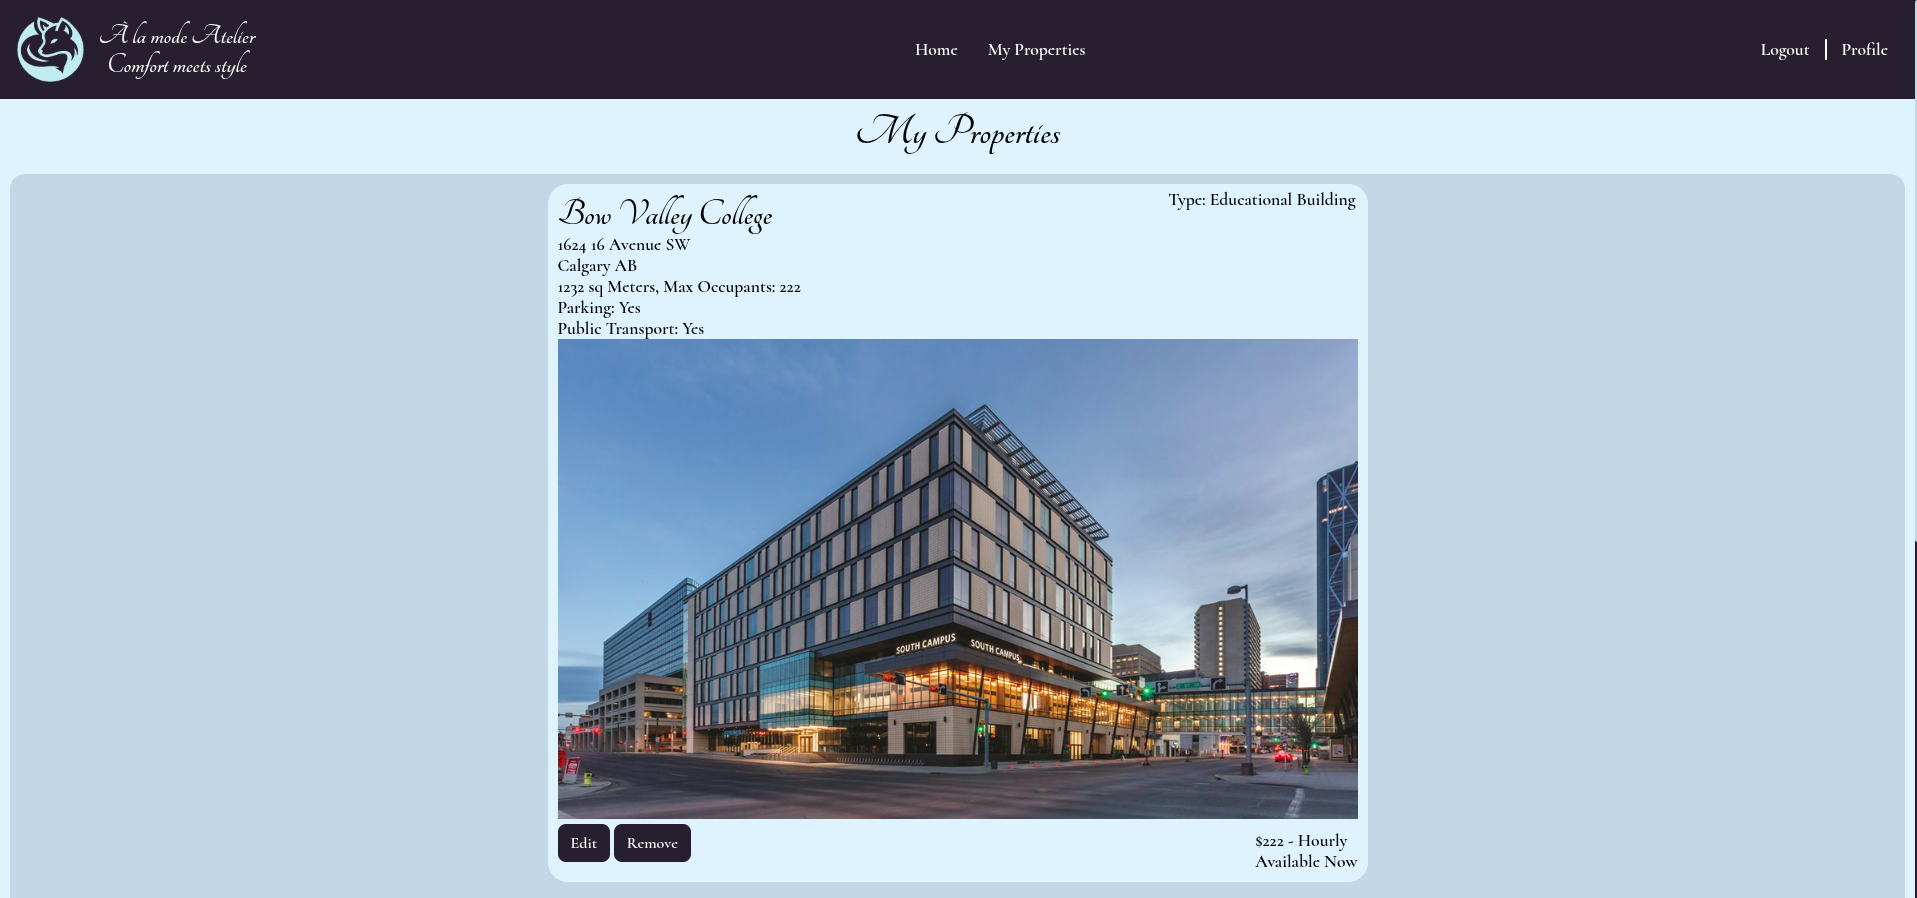 À la mode Atelier
Comfort meets style
Home
My Properties
Logout
Profile
My Properties
Bow Valley College
Type: Educational Building
1624 16 Avenue SW
Calgary AB
1232 sq Meters, Max Occupants: 222
Parking: Yes
Public Transport: Yes
SOUTH CAMPUS
SOUTH CAMPUS
Edit
Remove
$222 - Hourly
Available Now